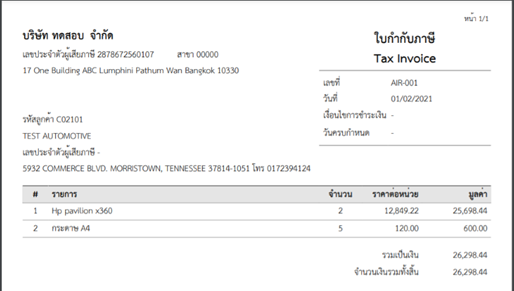 หน้า 1/1
บริษัท ทดสอบ จำกัด
ใบกำกับภาษี
เลขประจำตัวผู้เสียภาษี 2878672560107 สาขา 00000
Tax Invoice
17 One Building ABC Lumphini Pathum Wan Bangkok 10330
เลขที่ AIR-001
วันที่ 01/02/2021
เงื่อนไขการชำระเงิน -
รหัสลูกค้า C02101
วันครบกำหนด -
TEST AUTOMOTIVE
เลขประจำตัวผู้เสียภาษี -
5932 COMMERCE BLVD. MORRISTOWN, TENNESSEE 37814-1051 โทร 0172394124
# รายการ จำนวน ราคาต่อหน่วย มูลค่า
1 Hp pavilion x360 2 12,849.22 25,698.44
2 กระดาษ A4 5 120.00 600.00
รวมเป็นเงิน 26,298.44
จำนวนเงินรวมทั้งสิ้น 26,298.44